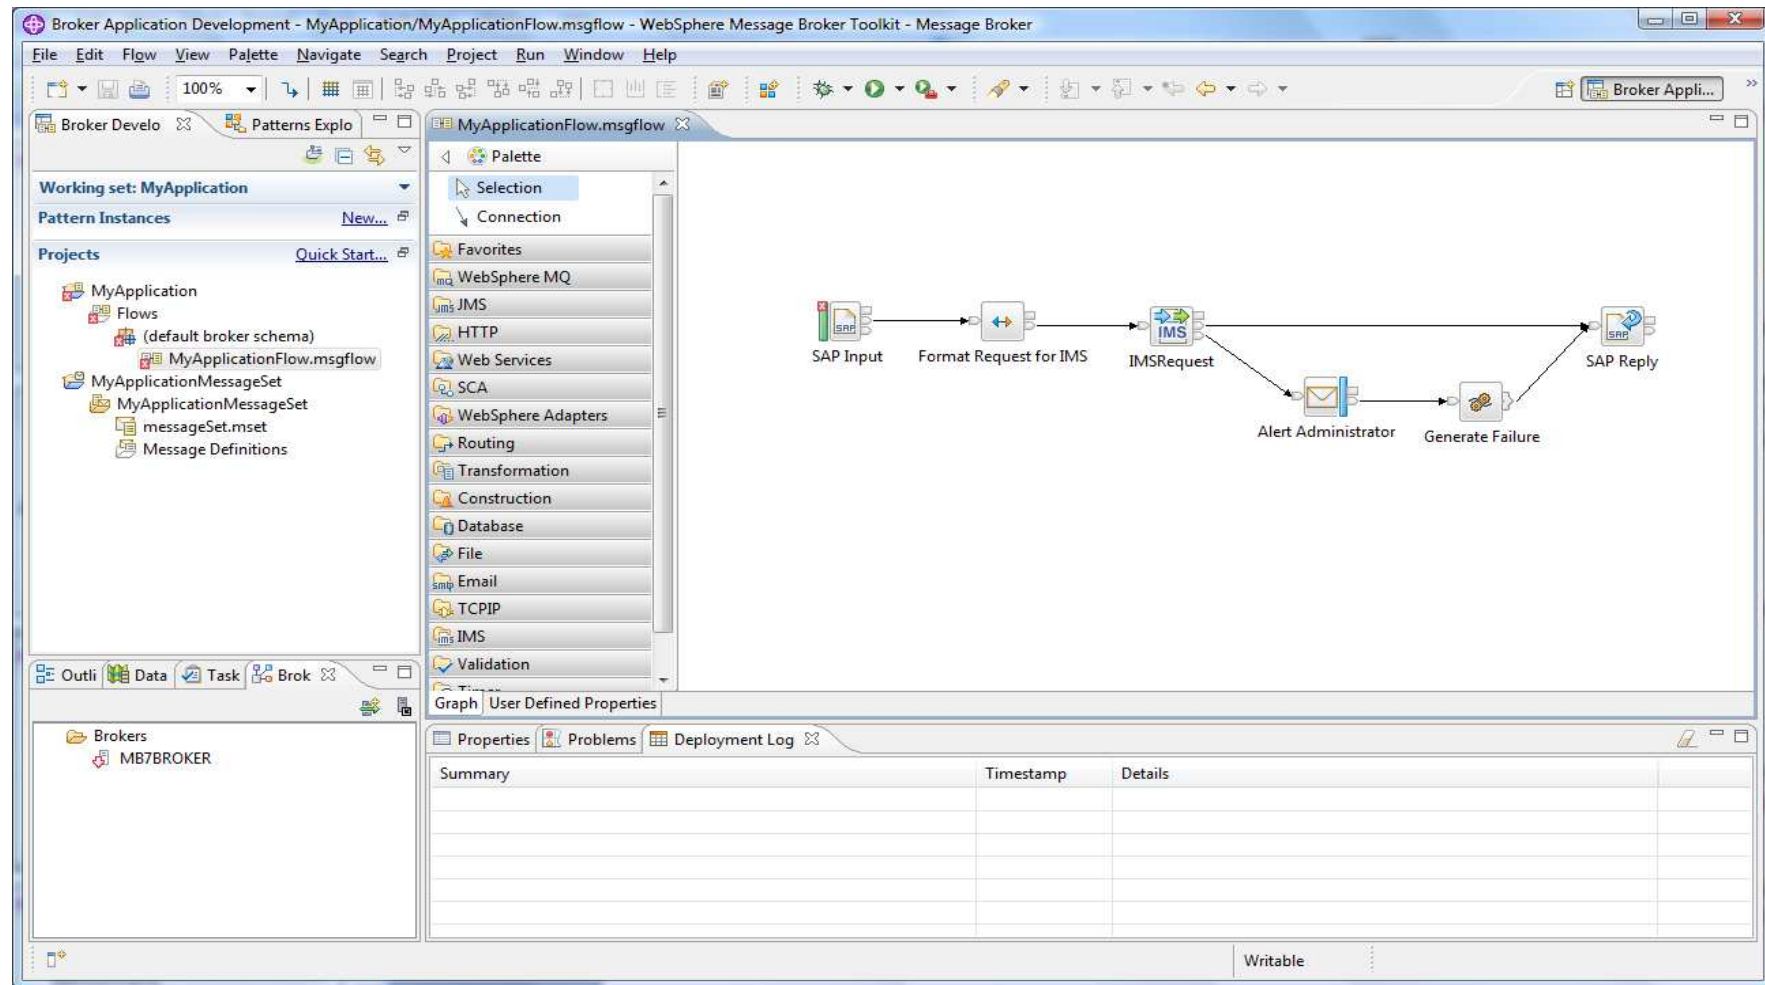 Broker Application Development - MyApplication/MyApplicationFlow.msgflow - WebSphere Message Broker Toolkit - Message Broker
File Edit Flow View Palette Navigate Search Project Run Window Help
100%
Broker Appli...
Broker Develo
Patterns Explo
Working set: MyApplication
Pattern Instances New...
Projects Quick Start...
MyApplication
Flows
(default broker schema)
MyApplicationFlow.msgflow
MyApplicationMessageSet
MyApplicationMessageSet
messageSet.mset
Message Definitions
MyApplicationFlow.msgflow
Palette
Selection
Connection
Favorites
WebSphere MQ
JMS
HTTP
Web Services
SCA
WebSphere Adapters
Routing
Transformation
Construction
Database
File
Email
TCPIP
IMS
Validation
Graph User Defined Properties
SAP
SAP Input
Format Request for IMS
IMS
IMSRequest
SAP
SAP Reply
Alert Administrator
Generate Failure
Outli Data Task Brok
Brokers
MB7BROKER
Properties Problems Deployment Log
Summary Timestamp Details
Writable